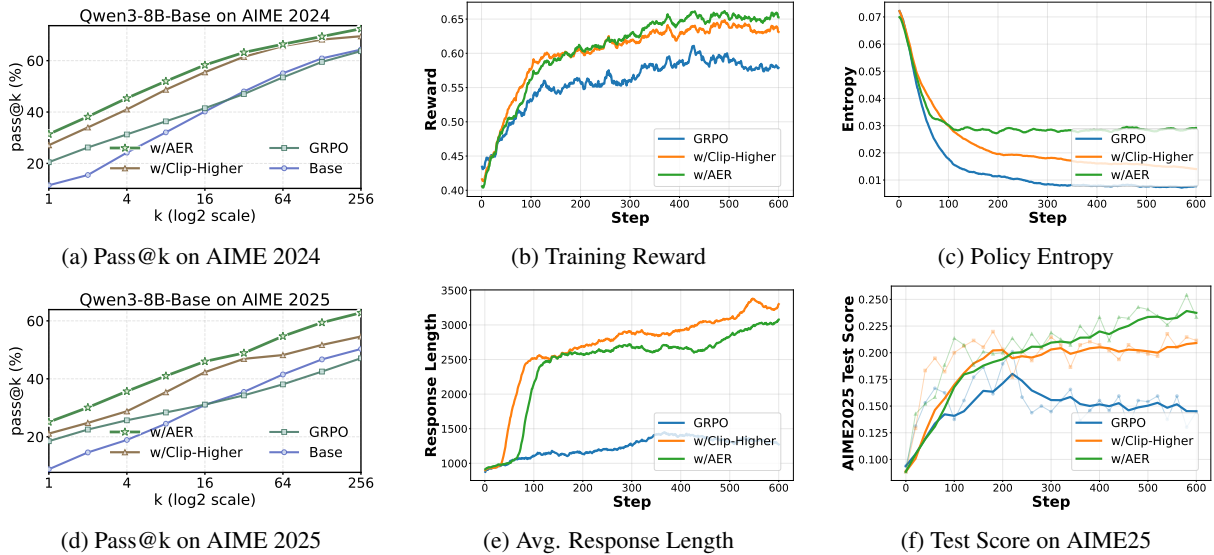 Qwen3-8B-Base on AIME 2024
pass@k (%)
60
40
20
w/AER
w/Clip-Higher
GRPO
Base
1 4 16 64 256
k (log2 scale)
(a) Pass@k on AIME 2024
Reward
0.65
0.60
0.55
0.50
0.45
0.40
GRPO
w/Clip-Higher
w/AER
0 100 200 300 400 500 600
Step
(b) Training Reward
Entropy
0.07
0.06
0.05
0.04
0.03
0.02
0.01
GRPO
w/Clip-Higher
w/AER
0 100 200 300 400 500 600
Step
(c) Policy Entropy
Qwen3-8B-Base on AIME 2025
pass@k (%)
60
40
20
w/AER
w/Clip-Higher
GRPO
Base
1 4 16 64 256
k (log2 scale)
(d) Pass@k on AIME 2025
Response Length
3500
3000
2500
2000
1500
1000
GRPO
w/Clip-Higher
w/AER
0 100 200 300 400 500 600
Step
(e) Avg. Response Length
AIME2025 Test Score
0.250
0.225
0.200
0.175
0.150
0.125
0.100
GRPO
w/Clip-Higher
w/AER
0 100 200 300 400 500 600
Step
(f) Test Score on AIME25